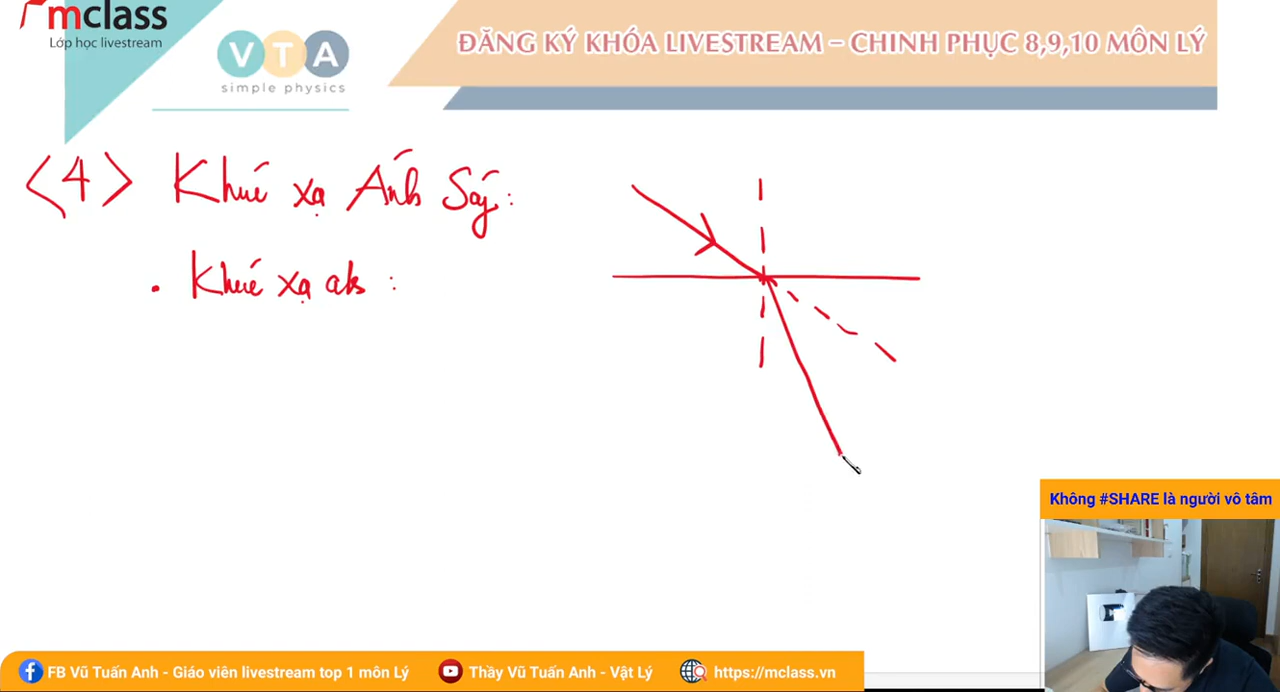 mclass
Lớp học livestream
VTA
simple physics
ĐĂNG KÝ KHÓA LIVESTREAM – CHINH PHỤC 8,9,10 MÔN LÝ
<4> Khúc xạ Ánh Sáng:
• Khúc xạ as :
Không #SHARE là người vô tâm
FB Vũ Tuấn Anh - Giáo viên livestream top 1 môn Lý
Thầy Vũ Tuấn Anh - Vật Lý
https://mclass.vn